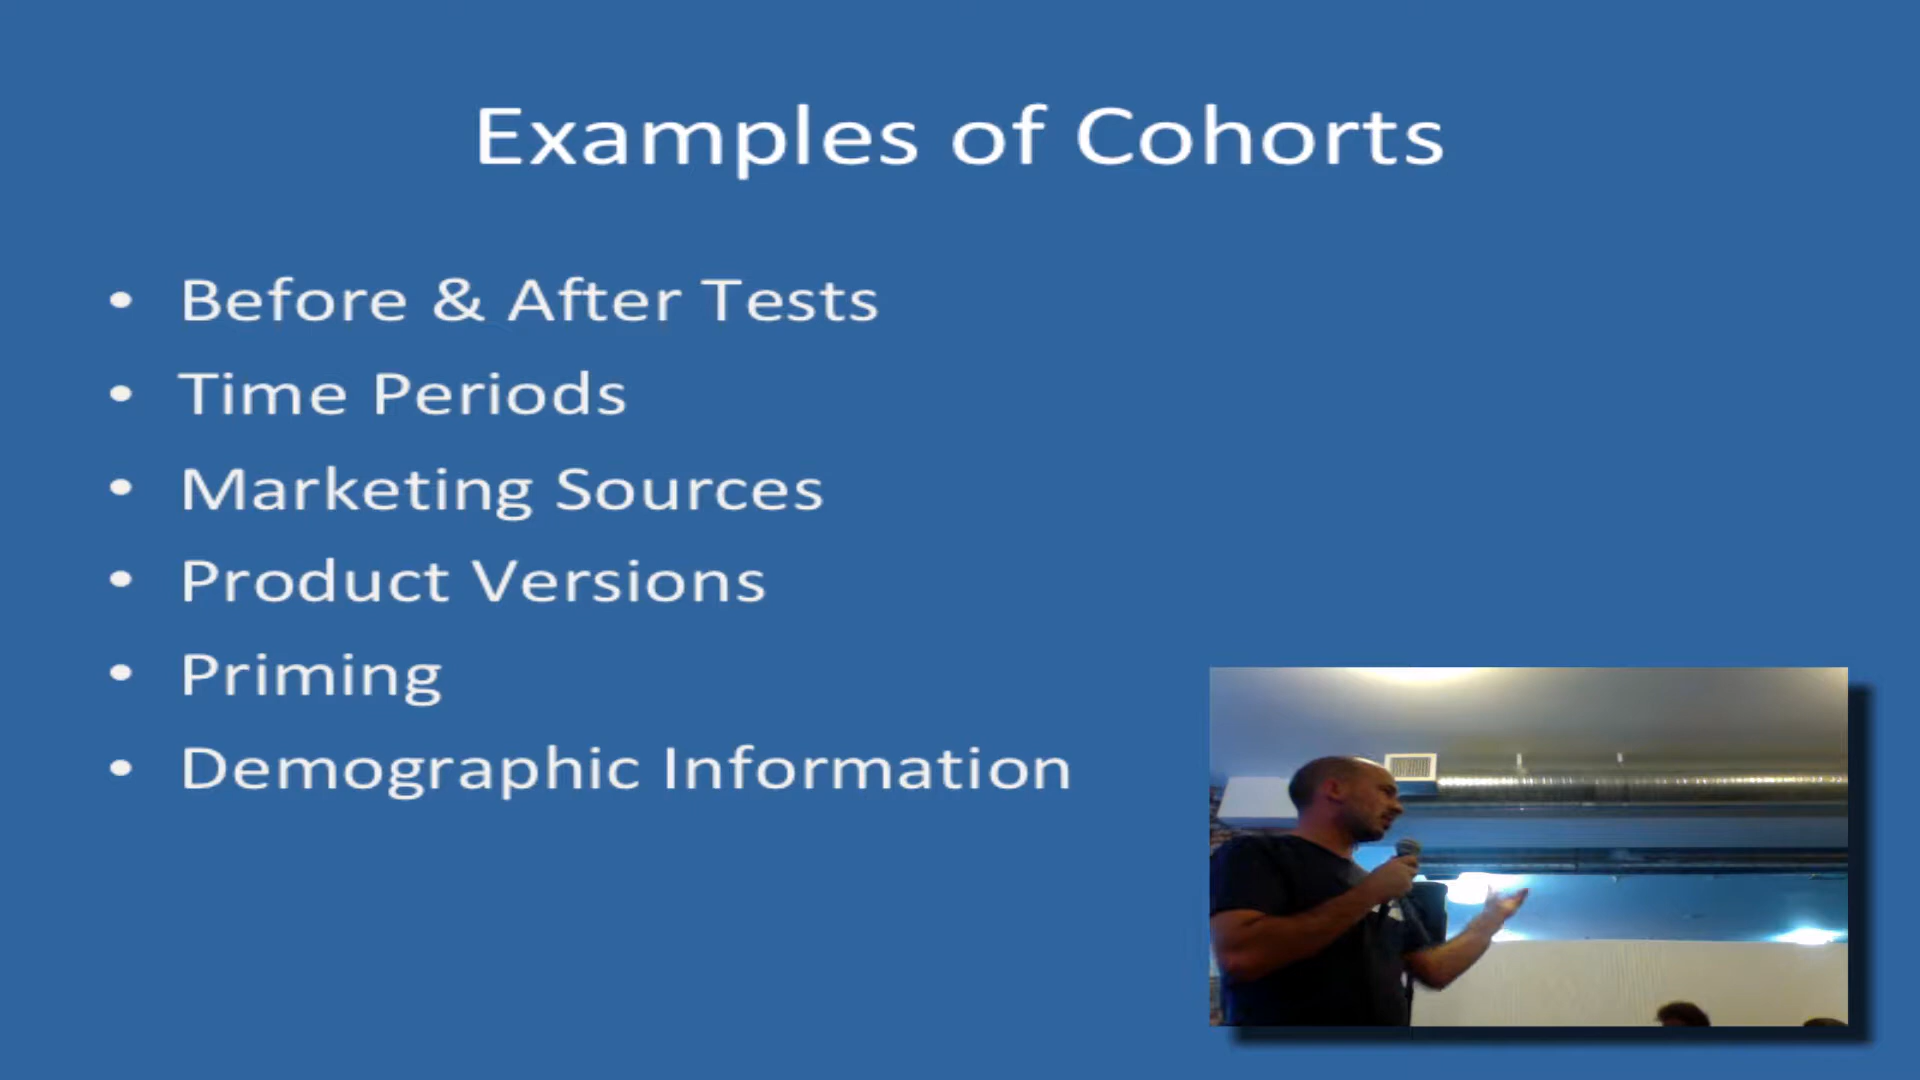 Examples of Cohorts
• Before & After Tests
• Time Periods
• Marketing Sources
• Product Versions
• Priming
• Demographic Information